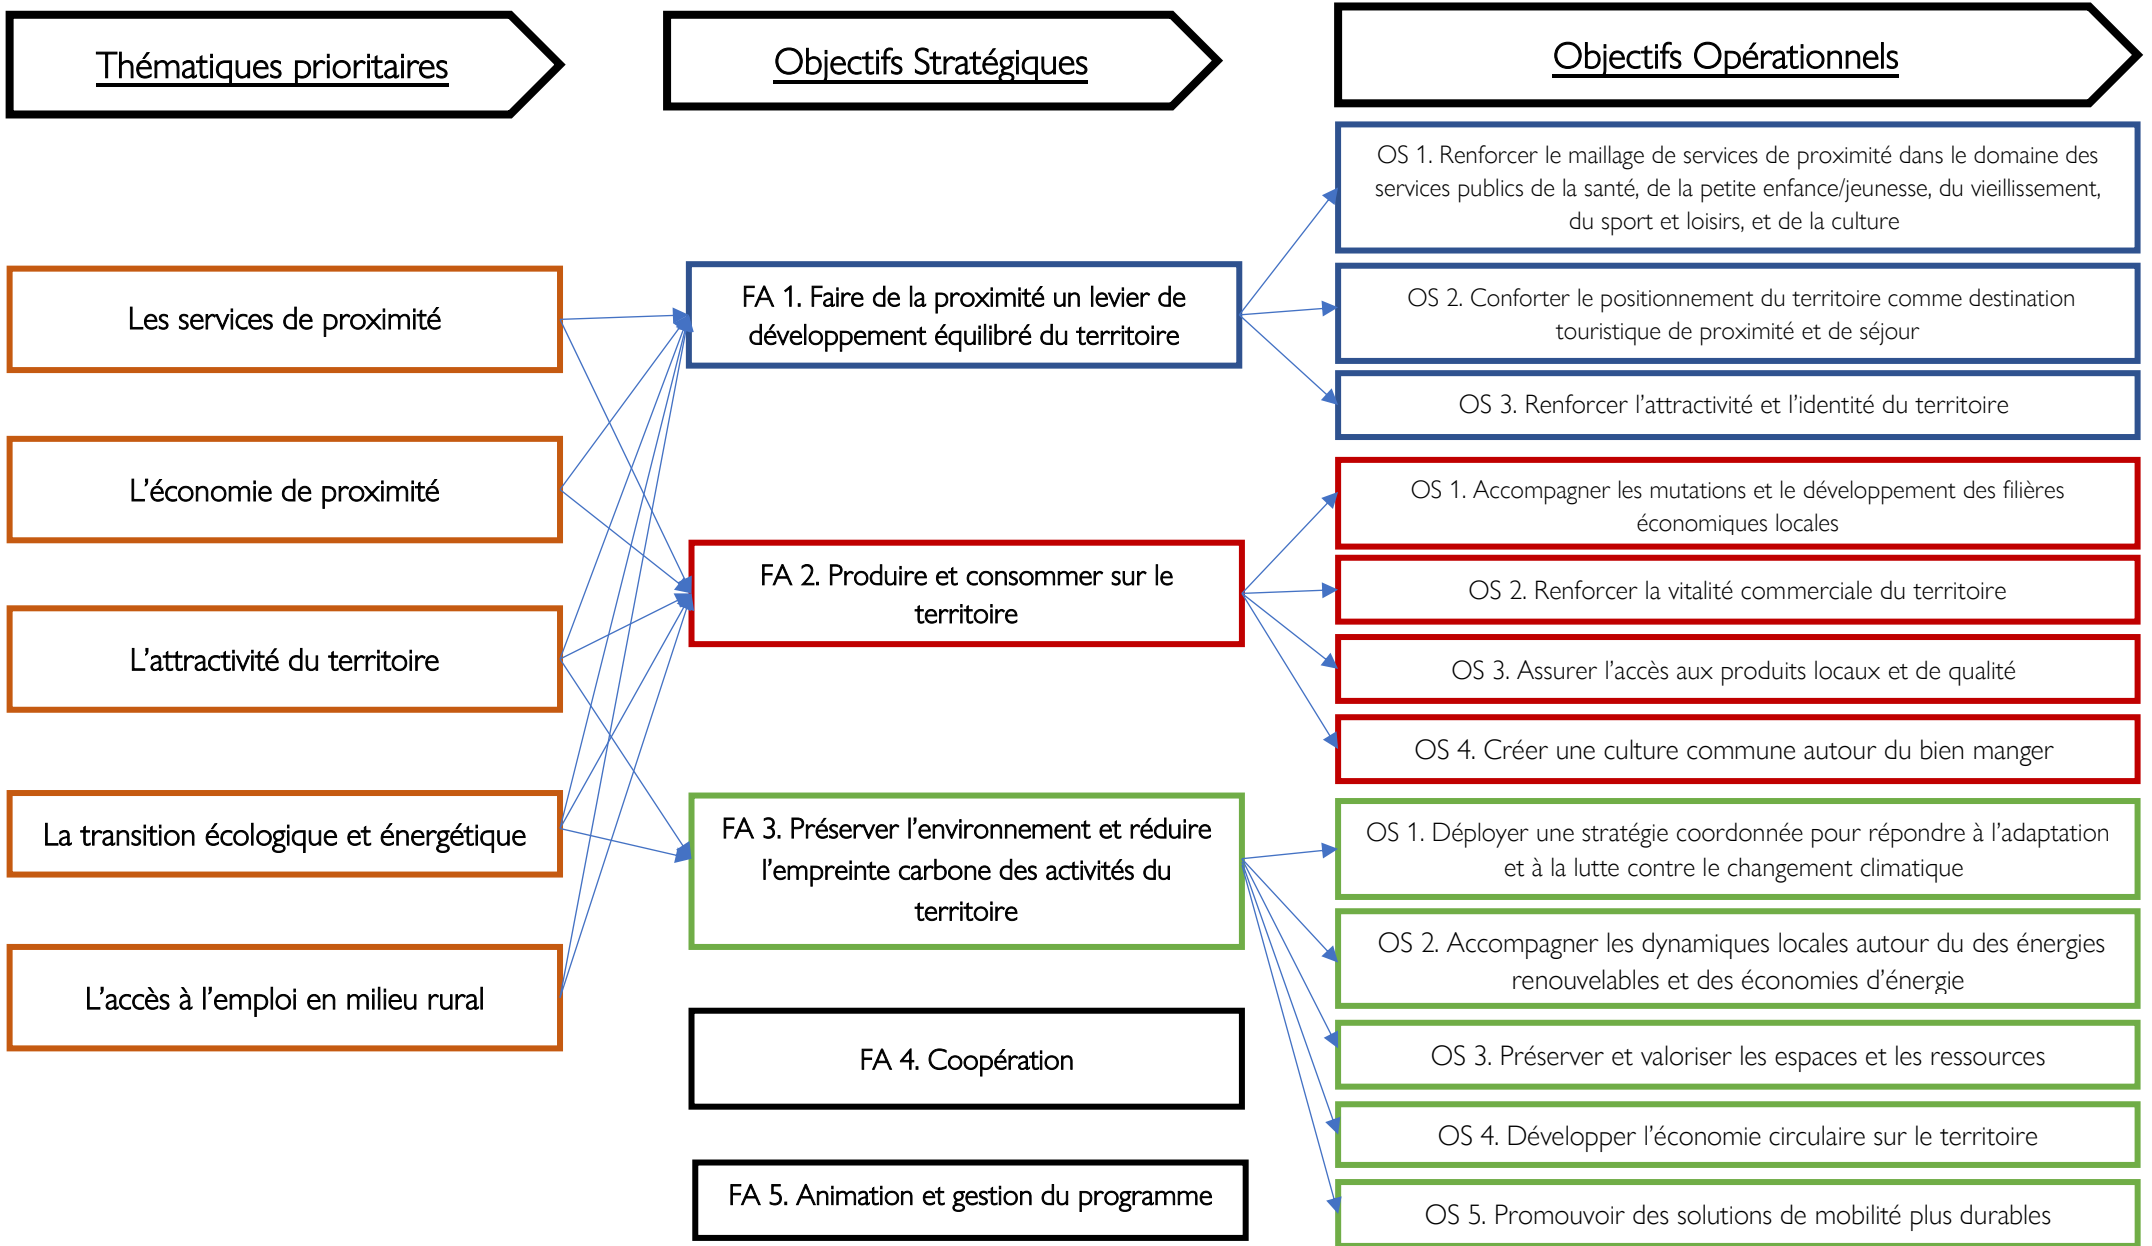 Thématiques prioritaires
Objectifs Stratégiques
Objectifs Opérationnels
Les services de proximité
L'économie de proximité
L'attractivité du territoire
La transition écologique et énergétique
L'accès à l'emploi en milieu rural
FA 1. Faire de la proximité un levier de
développement équilibré du territoire
FA 2. Produire et consommer sur le
territoire
FA 3. Préserver l'environnement et réduire
l'empreinte carbone des activités du
territoire
FA 4. Coopération
FA 5. Animation et gestion du programme
OS 1. Renforcer le maillage de services de proximité dans le domaine des
services publics de la santé, de la petite enfance/jeunesse, du vieillissement,
du sport et loisirs, et de la culture
OS 2. Conforter le positionnement du territoire comme destination
touristique de proximité et de séjour
OS 3. Renforcer l'attractivité et l'identité du territoire
OS 1. Accompagner les mutations et le développement des filières
économiques locales
OS 2. Renforcer la vitalité commerciale du territoire
OS 3. Assurer l'accès aux produits locaux et de qualité
OS 4. Créer une culture commune autour du bien manger
OS 1. Déployer une stratégie coordonnée pour répondre à l'adaptation
et à la lutte contre le changement climatique
OS 2. Accompagner les dynamiques locales autour du des énergies
renouvelables et des économies d'énergie
OS 3. Préserver et valoriser les espaces et les ressources
OS 4. Développer l'économie circulaire sur le territoire
OS 5. Promouvoir des solutions de mobilité plus durables